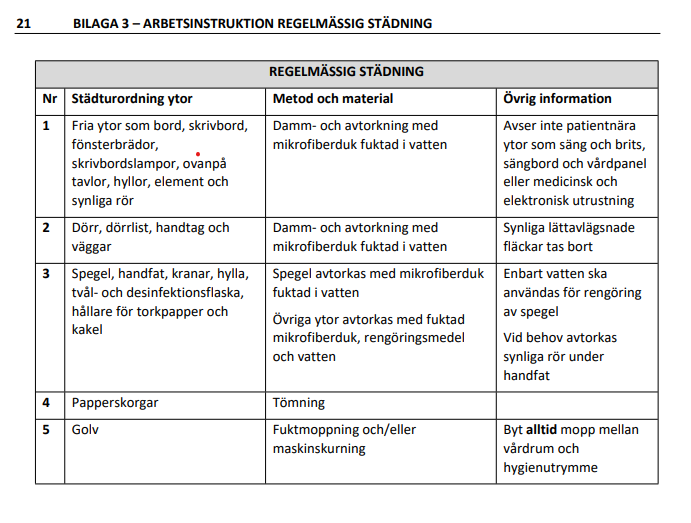 21 BILAGA 3 – ARBETSINSTRUKTION REGELMÄSSIG STÄDNING
REGELMÄSSIG STÄDNING
Nr Städturordning ytor Metod och material Övrig information
1 Fria ytor som bord, skrivbord,
fönsterbrädor,
skrivbordslampor, ovanpå
tavlor, hyllor, element och
synliga rör
Damm- och avtorkning med
mikrofiberduk fuktad i vatten
Avser inte patientnära
ytor som säng och brits,
sängbord och vårdpanel
eller medicinsk och
elektronisk utrustning
2 Dörr, dörrlist, handtag och
väggar
Damm- och avtorkning med
mikrofiberduk fuktad i vatten
Synliga lättavlägsnade
fläckar tas bort
3 Spegel, handfat, kranar, hylla,
tvål- och desinfektionsflaska,
hållare för torkpapper och
kakel
Spegel avtorkas med mikrofiberduk
fuktad i vatten
Övriga ytor avtorkas med fuktad
mikrofiberduk, rengöringsmedel
och vatten
Enbart vatten ska
användas för rengöring
av spegel
Vid behov avtorkas
synliga rör under
handfat
4 Papperskorgar Tömning
5 Golv
Fuktmoppning och/eller
maskinskurning
Byt alltid mopp mellan
vårdrum och
hygienutrymme